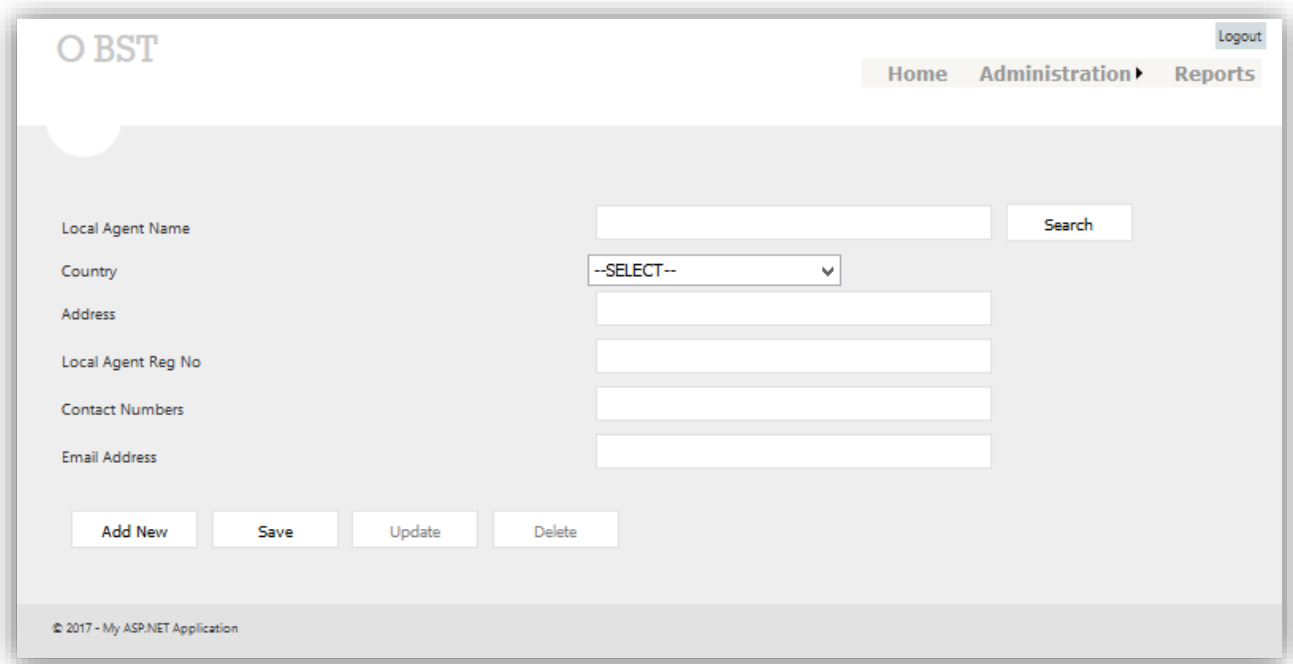 O BST
Logout
Home Administration Reports
Local Agent Name Search
Country --SELECT--
Address
Local Agent Reg No
Contact Numbers
Email Address
Add New Save Update Delete
© 2017 - My ASP.NET Application